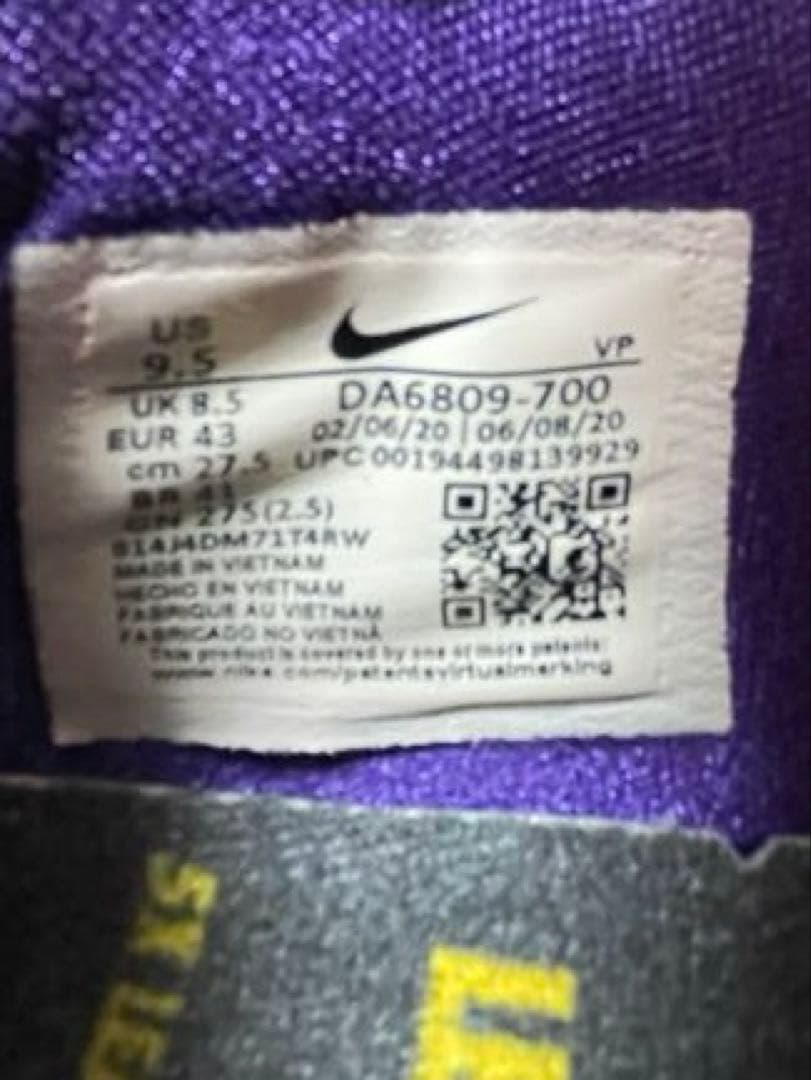 US
9.5
VP
UK 8.5
DA6809-700
EUR 43
02/06/20 | 06/08/20
cm 27.5
UPC 00194498139929
BR 41
CN 275(2.5)
MADE IN VIETNAM
HECHO EN VIETNAM
FABRIQUE AU VIETNAM
FABRICADO NO VIETNÃ
This product is covered by one or more patents:
www.nike.com/patentsvirtualmarking